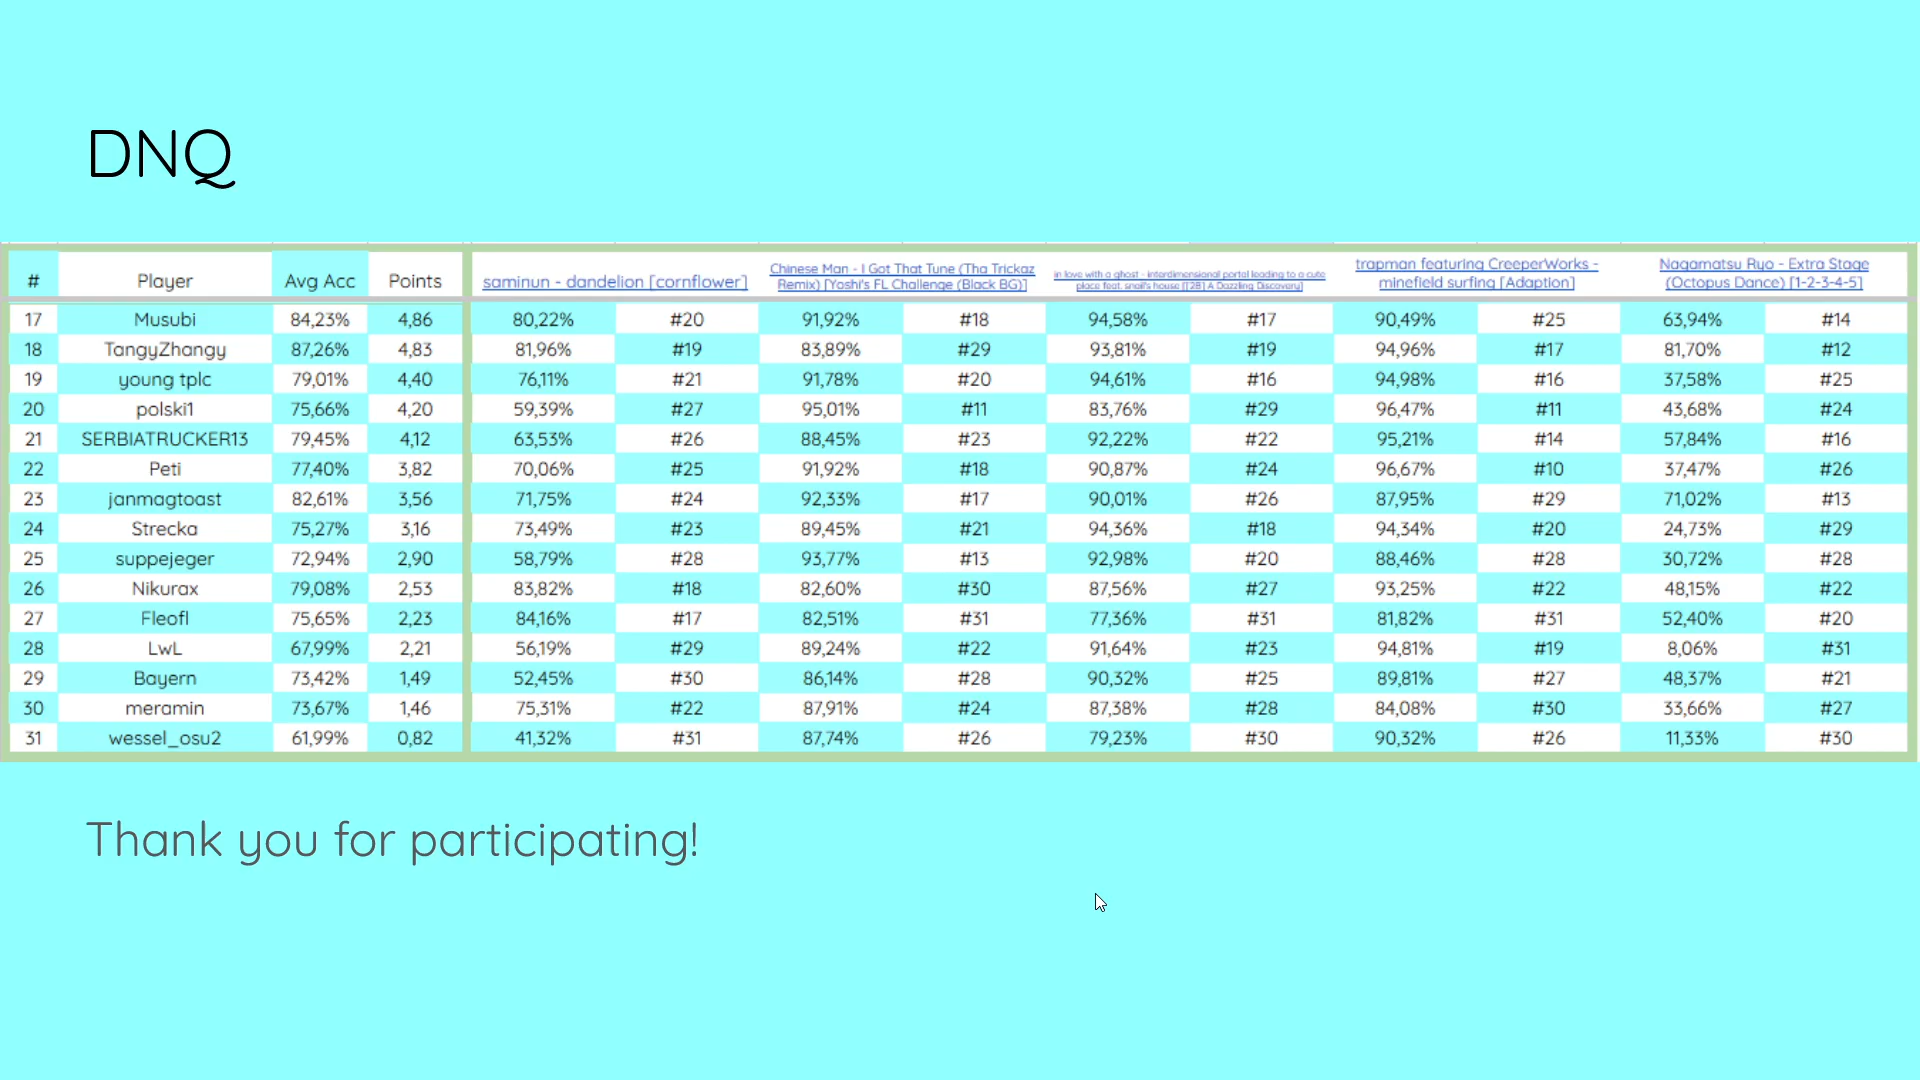 DNQ
# Player Avg Acc Points saminun - dandelion [cornflower] Chinese Man - I Got That Tune (Tha Trickaz Remix) [Yoshi's FL Challenge (Black BG)] in love with a ghost - interdimensional portal leading to a cute place feat. snail's house [[28] A Dazzling Discovery] trapman featuring CreeperWorks - minefield surfing [Adaption] Nagamatsu Ryo - Extra Stage (Octopus Dance) [1-2-3-4-5]
17 Musubi 84,23% 4,86 80,22% #20 91,92% #18 94,58% #17 90,49% #25 63,94% #14
18 TangyZhangy 87,26% 4,83 81,96% #19 83,89% #29 93,81% #19 94,96% #17 81,70% #12
19 young tplc 79,01% 4,40 76,11% #21 91,78% #20 94,61% #16 94,98% #16 37,58% #25
20 polski1 75,66% 4,20 59,39% #27 95,01% #11 83,76% #29 96,47% #11 43,68% #24
21 SERBIATRUCKER13 79,45% 4,12 63,53% #26 88,45% #23 92,22% #22 95,21% #14 57,84% #16
22 Peti 77,40% 3,82 70,06% #25 91,92% #18 90,87% #24 96,67% #10 37,47% #26
23 janmagtoast 82,61% 3,56 71,75% #24 92,33% #17 90,01% #26 87,95% #29 71,02% #13
24 Strecka 75,27% 3,16 73,49% #23 89,45% #21 94,36% #18 94,34% #20 24,73% #29
25 suppejeger 72,94% 2,90 58,79% #28 93,77% #13 92,98% #20 88,46% #28 30,72% #28
26 Nikurax 79,08% 2,53 83,82% #18 82,60% #30 87,56% #27 93,25% #22 48,15% #22
27 Fleofl 75,65% 2,23 84,16% #17 82,51% #31 77,36% #31 81,82% #31 52,40% #20
28 LwL 67,99% 2,21 56,19% #29 89,24% #22 91,64% #23 94,81% #19 8,06% #31
29 Bayern 73,42% 1,49 52,45% #30 86,14% #28 90,32% #25 89,81% #27 48,37% #21
30 meramin 73,67% 1,46 75,31% #22 87,91% #24 87,38% #28 84,08% #30 33,66% #27
31 wessel_osu2 61,99% 0,82 41,32% #31 87,74% #26 79,23% #30 90,32% #26 11,33% #30
Thank you for participating!